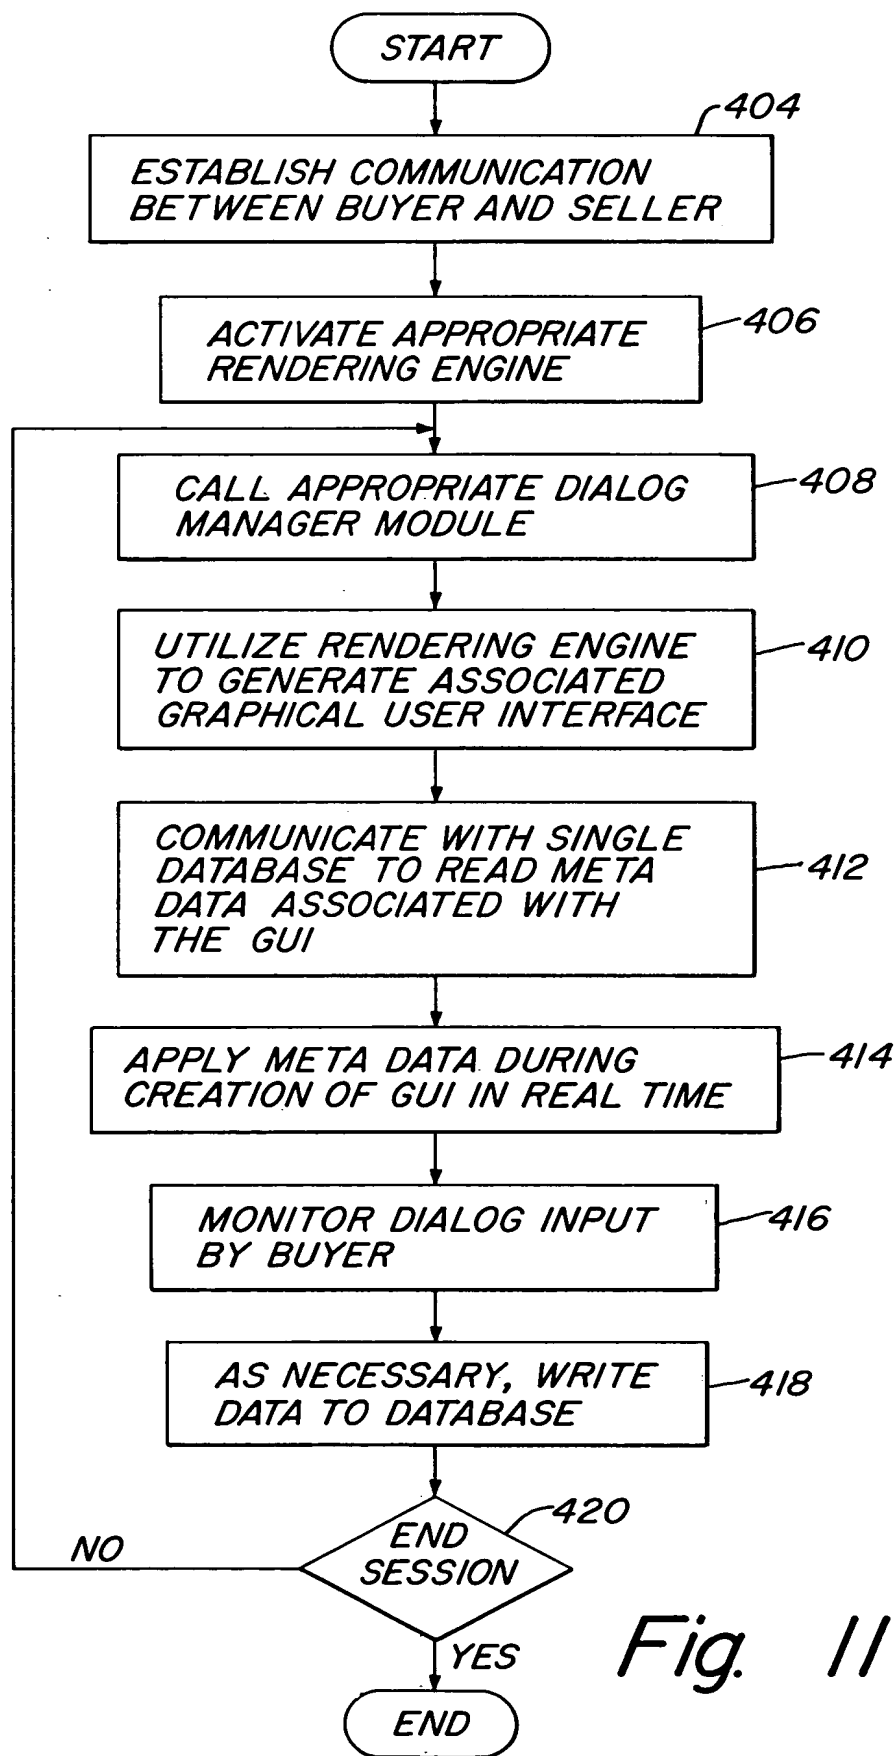 START
404
ESTABLISH COMMUNICATION
BETWEEN BUYER AND SELLER
406
ACTIVATE APPROPRIATE
RENDERING ENGINE
408
CALL APPROPRIATE DIALOG
MANAGER MODULE
410
UTILIZE RENDERING ENGINE
TO GENERATE ASSOCIATED
GRAPHICAL USER INTERFACE
412
COMMUNICATE WITH SINGLE
DATABASE TO READ META
DATA ASSOCIATED WITH
THE GUI
414
APPLY META DATA DURING
CREATION OF GUI IN REAL TIME
416
MONITOR DIALOG INPUT
BY BUYER
418
AS NECESSARY, WRITE
DATA TO DATABASE
420
END
SESSION
NO
YES
END
Fig. 11